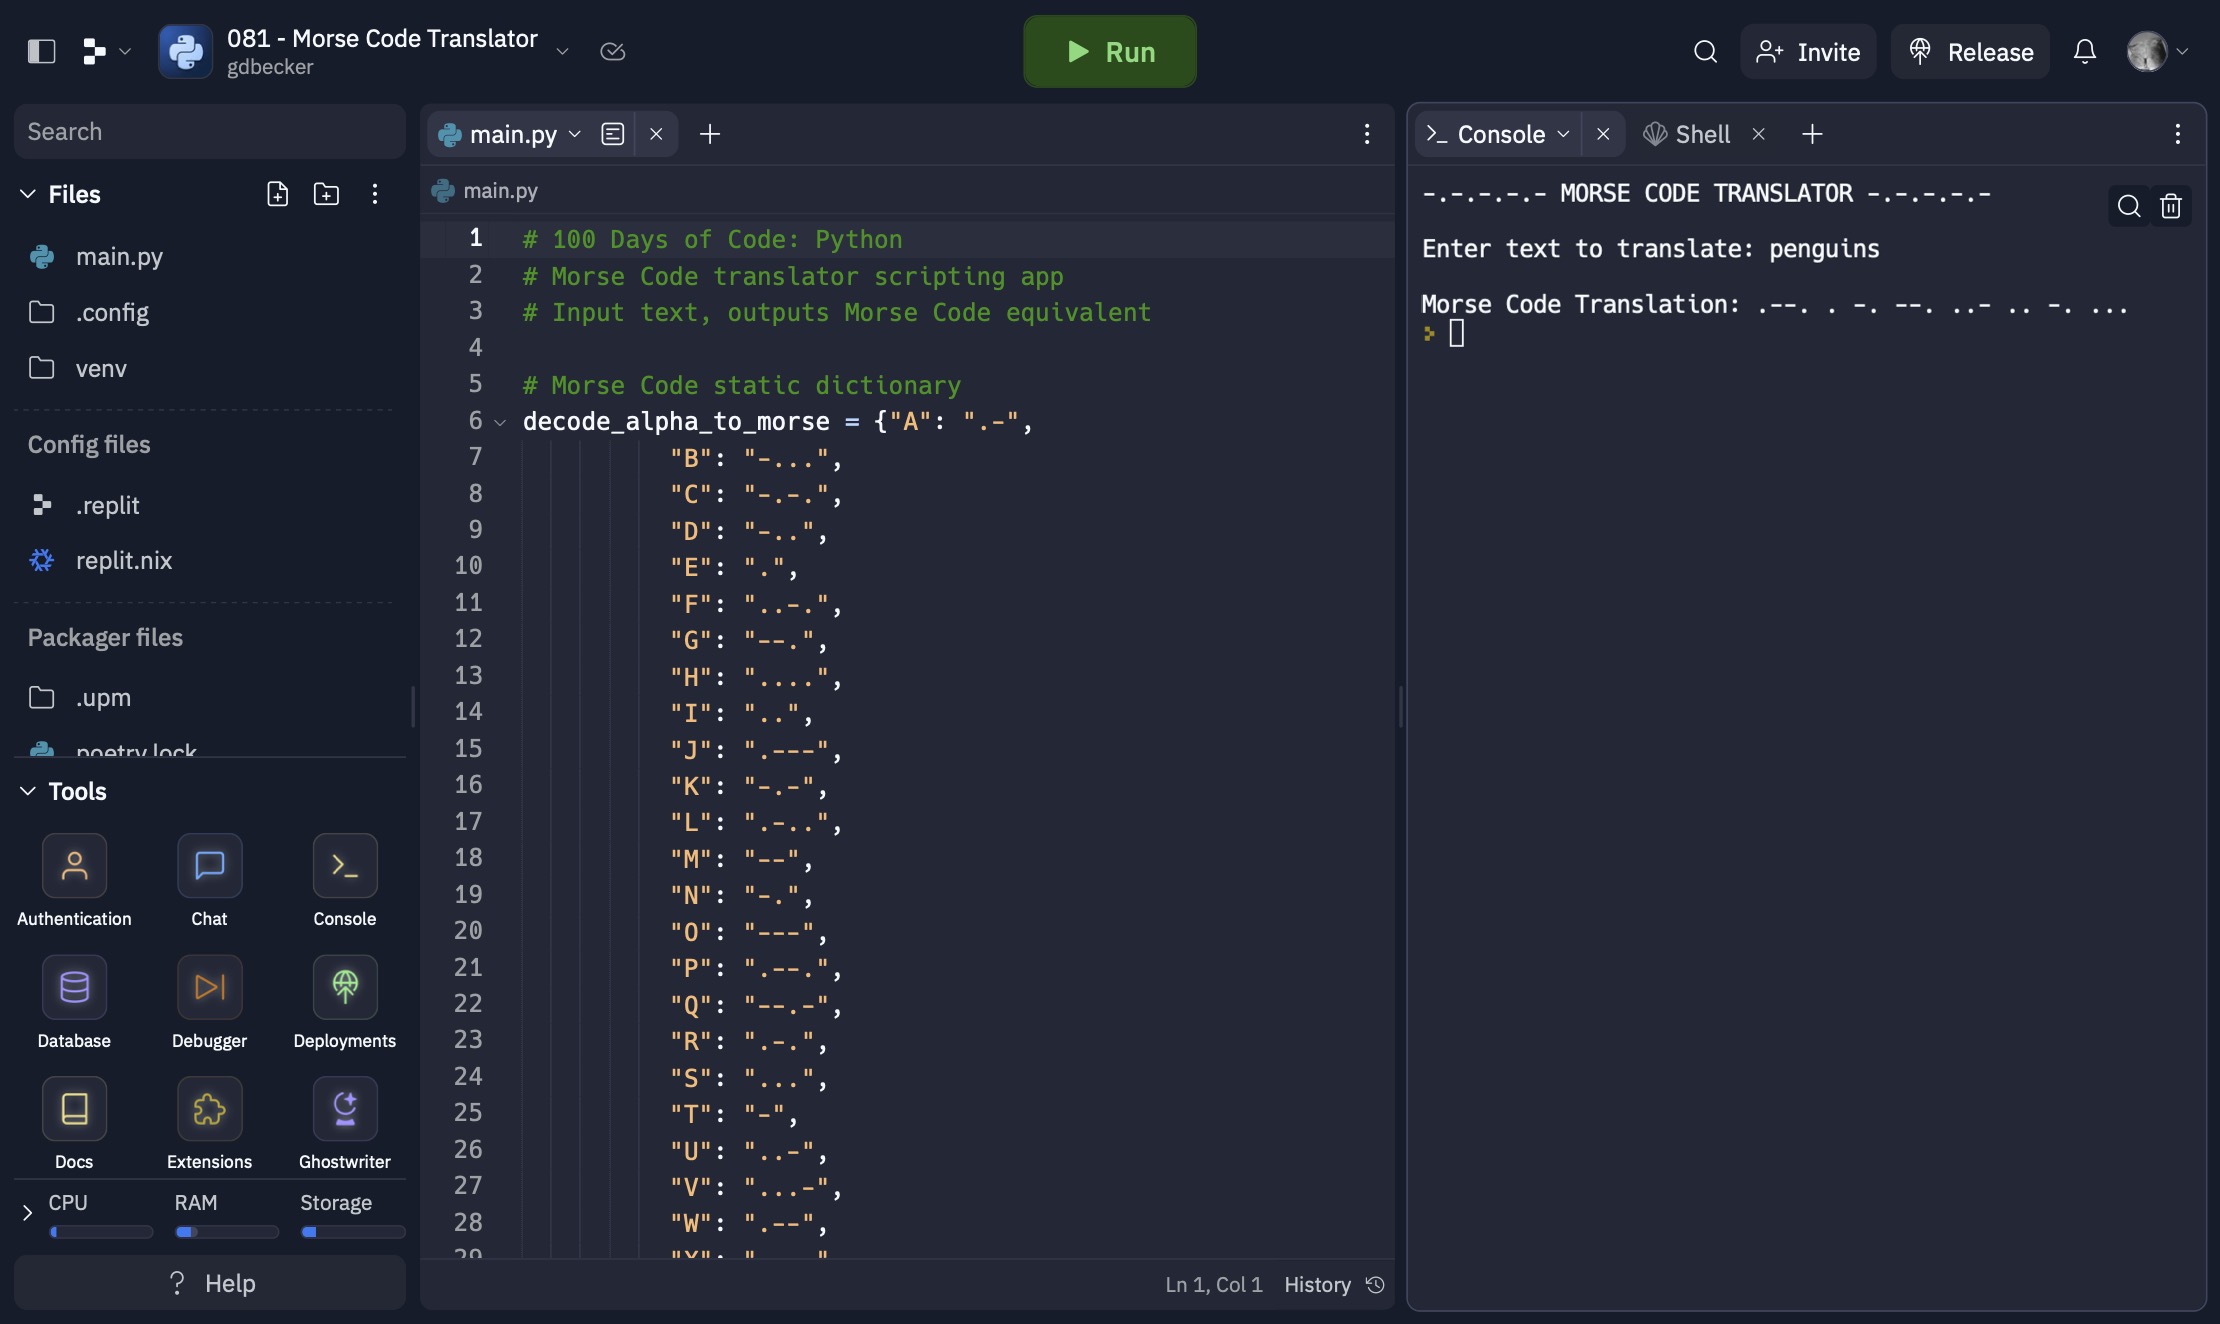 081 - Morse Code Translator
gdbecker
Run
Invite
Release
Search
Files
main.py
.config
venv
Config files
.replit
replit.nix
Packager files
.upm
poetry.lock
Tools
Authentication
Chat
Console
Database
Debugger
Deployments
Docs
Extensions
Ghostwriter
CPU
RAM
Storage
? Help
main.py
main.py
1 # 100 Days of Code: Python
2 # Morse Code translator scripting app
3 # Input text, outputs Morse Code equivalent
4
5 # Morse Code static dictionary
6 decode_alpha_to_morse = {"A": ".-",
7 "B": "-...",
8 "C": "-.-.",
9 "D": "-..",
10 "E": ".",
11 "F": "..-.",
12 "G": "--.",
13 "H": "....",
14 "I": "..",
15 "J": ".---",
16 "K": "-.-",
17 "L": ".-..",
18 "M": "--",
19 "N": "-.",
20 "O": "---",
21 "P": ".--.",
22 "Q": "--.-",
23 "R": ".-.",
24 "S": "...",
25 "T": "-",
26 "U": "..-",
27 "V": "...-",
28 "W": ".--",
29
Ln 1, Col 1
History
Console
Shell
-.-.-.-.- MORSE CODE TRANSLATOR -.-.-.-.-
Enter text to translate: penguins
Morse Code Translation: .--. . -. --. ..- .. -. ...